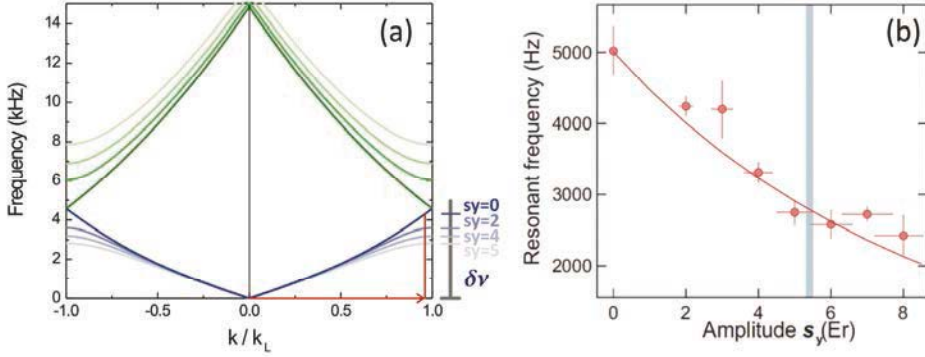 (a)
14
12
10
8
6
4
2
0
Frequency (kHz)
-1.0 -0.5 0.0 0.5 1.0
k / k_L
sy=0
sy=2
sy=4
sy=5
δν
(b)
5000
4000
3000
2000
Resonant frequency (Hz)
0 2 4 6 8
Amplitude s_y(Er)